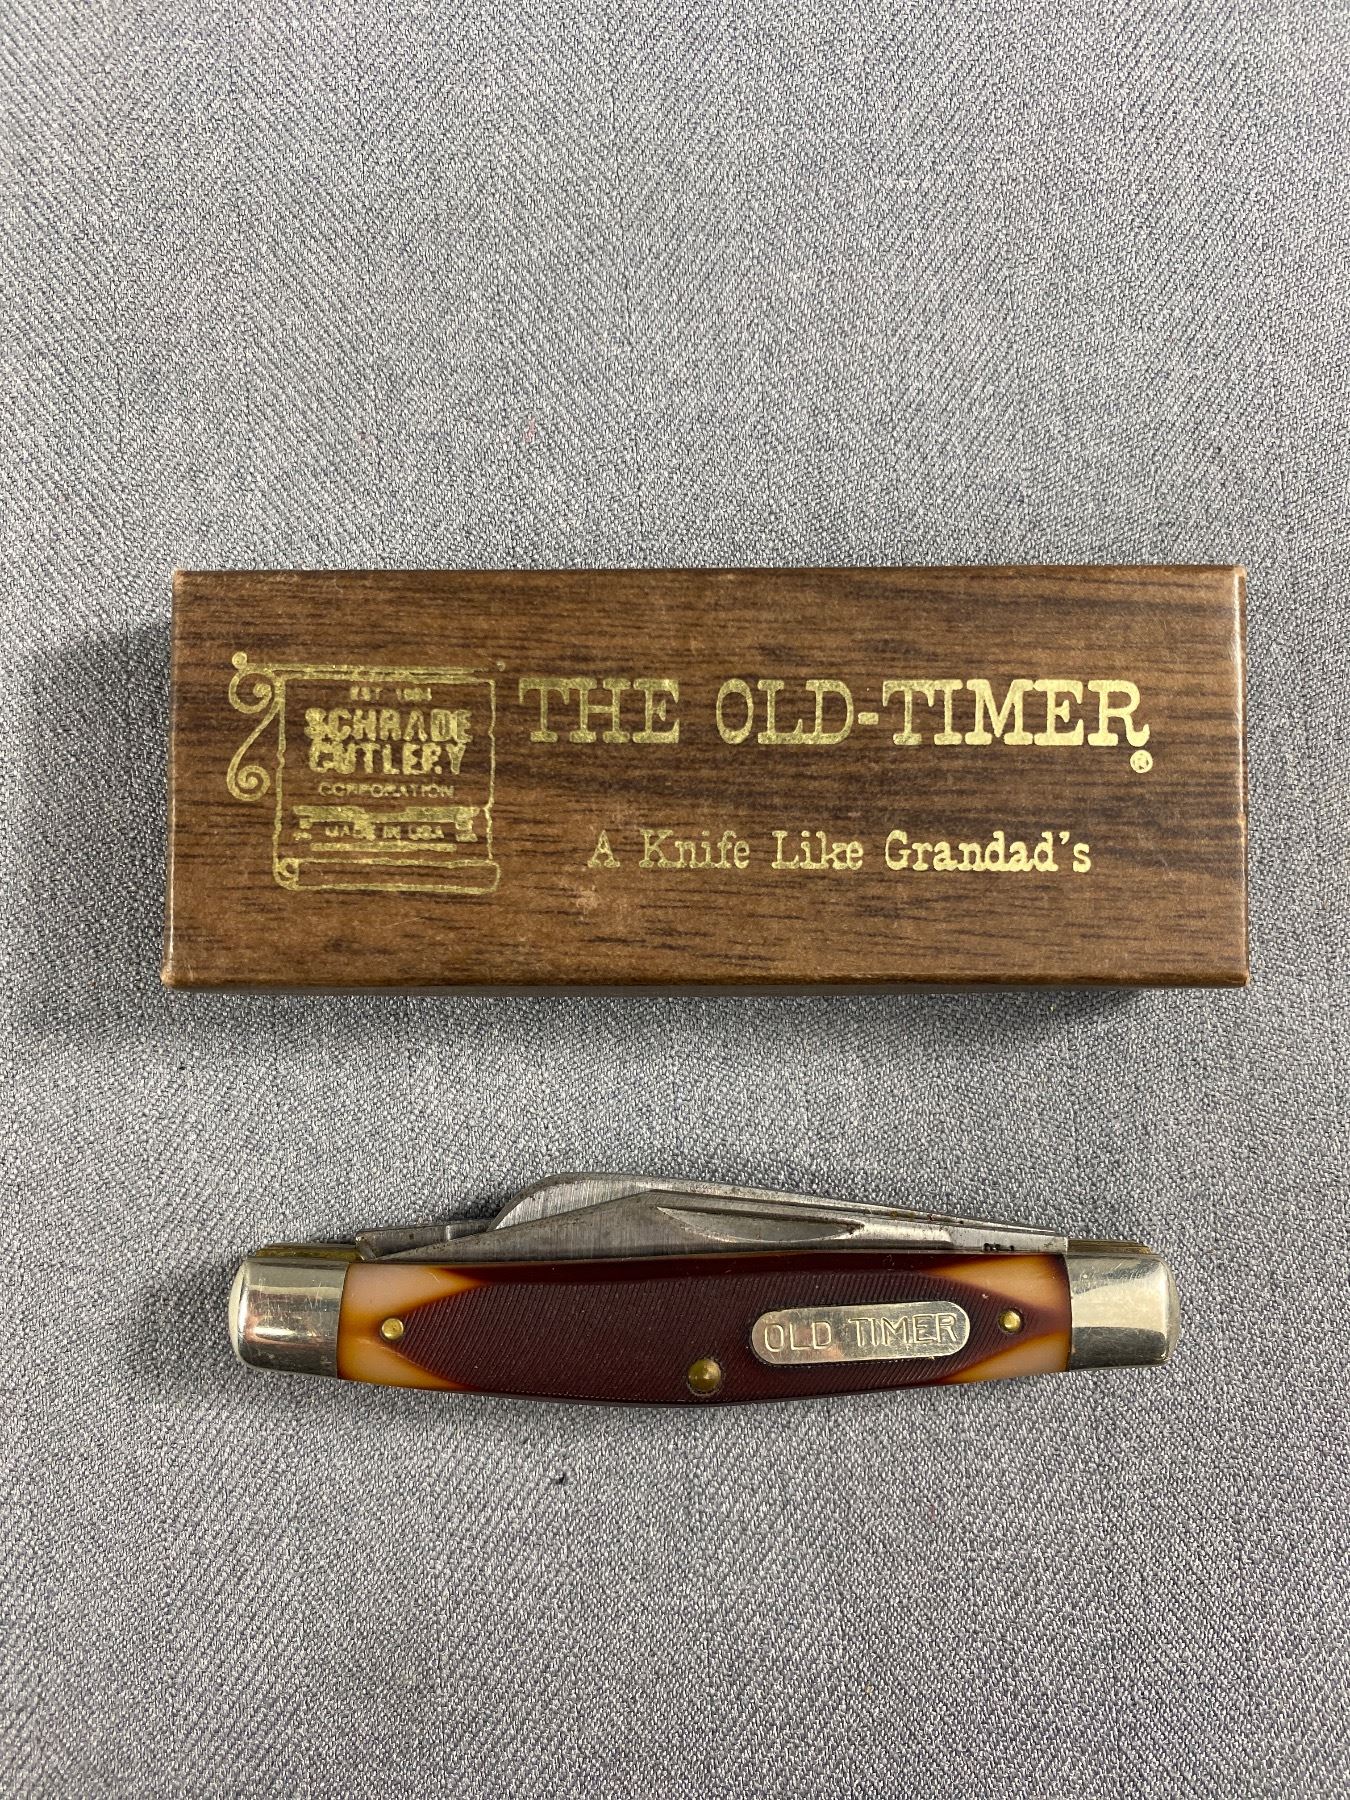 EST 1904
SCHRADE
CUTLERY
CORPORATION
MADE IN USA
THE OLD-TIMER®
A Knife Like Grandad's
OLD TIMER